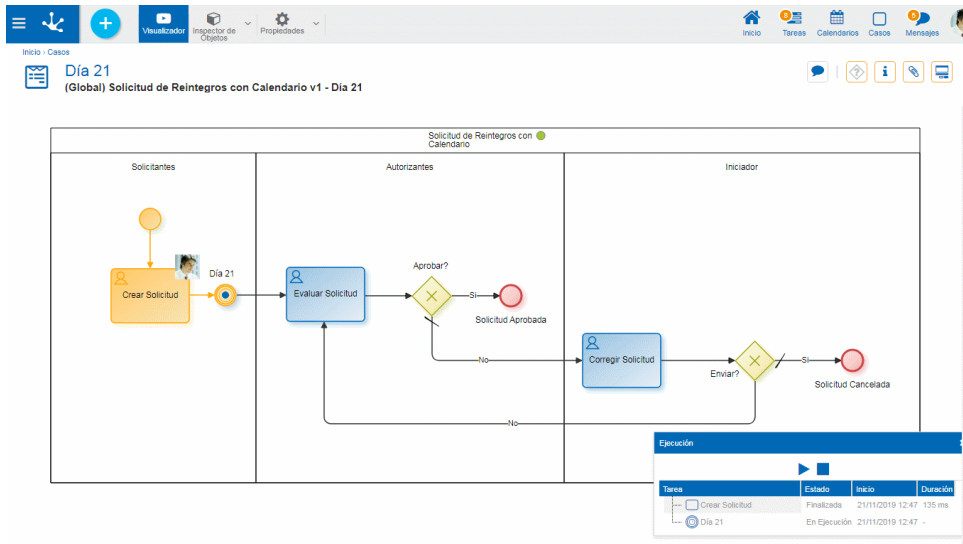 Visualizador
Inspector de
Objetos
Propiedades
Inicio
8
Tareas
Calendarios
Casos
5
Mensajes
Inicio › Casos
Día 21
(Global) Solicitud de Reintegros con Calendario v1 - Día 21
Solicitud de Reintegros con
Calendario
Solicitantes
Autorizantes
Iniciador
Día 21
Crear Solicitud
Evaluar Solicitud
Aprobar?
Si
Solicitud Aprobada
No
Corregir Solicitud
Enviar?
Si
Solicitud Cancelada
No
Ejecución
Tarea Estado Inicio Duración
Crear Solicitud Finalizada 21/11/2019 12:47 135 ms
Día 21 En Ejecución 21/11/2019 12:47 -